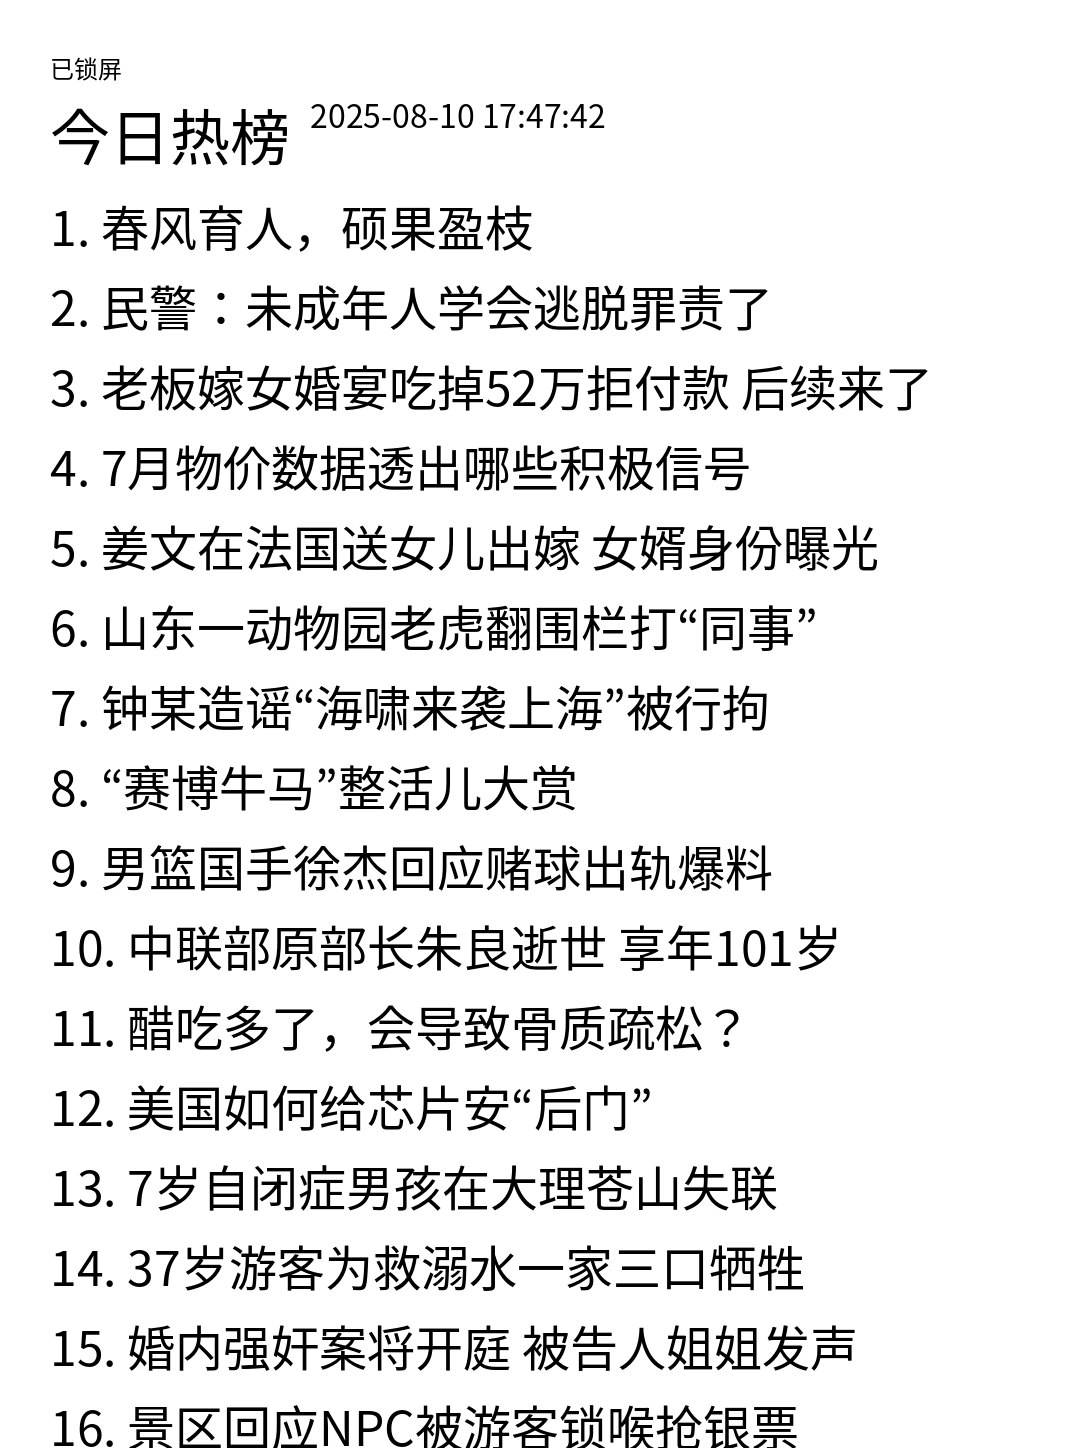 已锁屏
今日热榜 2025-08-10 17:47:42
1. 春风育人，硕果盈枝
2. 民警：未成年人学会逃脱罪责了
3. 老板嫁女婚宴吃掉52万拒付款 后续来了
4. 7月物价数据透出哪些积极信号
5. 姜文在法国送女儿出嫁 女婿身份曝光
6. 山东一动物园老虎翻围栏打“同事”
7. 钟某造谣“海啸来袭上海”被行拘
8. “赛博牛马”整活儿大赏
9. 男篮国手徐杰回应赌球出轨爆料
10. 中联部原部长朱良逝世 享年101岁
11. 醋吃多了，会导致骨质疏松？
12. 美国如何给芯片安“后门”
13. 7岁自闭症男孩在大理苍山失联
14. 37岁游客为救溺水一家三口牺牲
15. 婚内强奸案将开庭 被告人姐姐发声
16. 景区回应NPC被游客锁喉抢银票